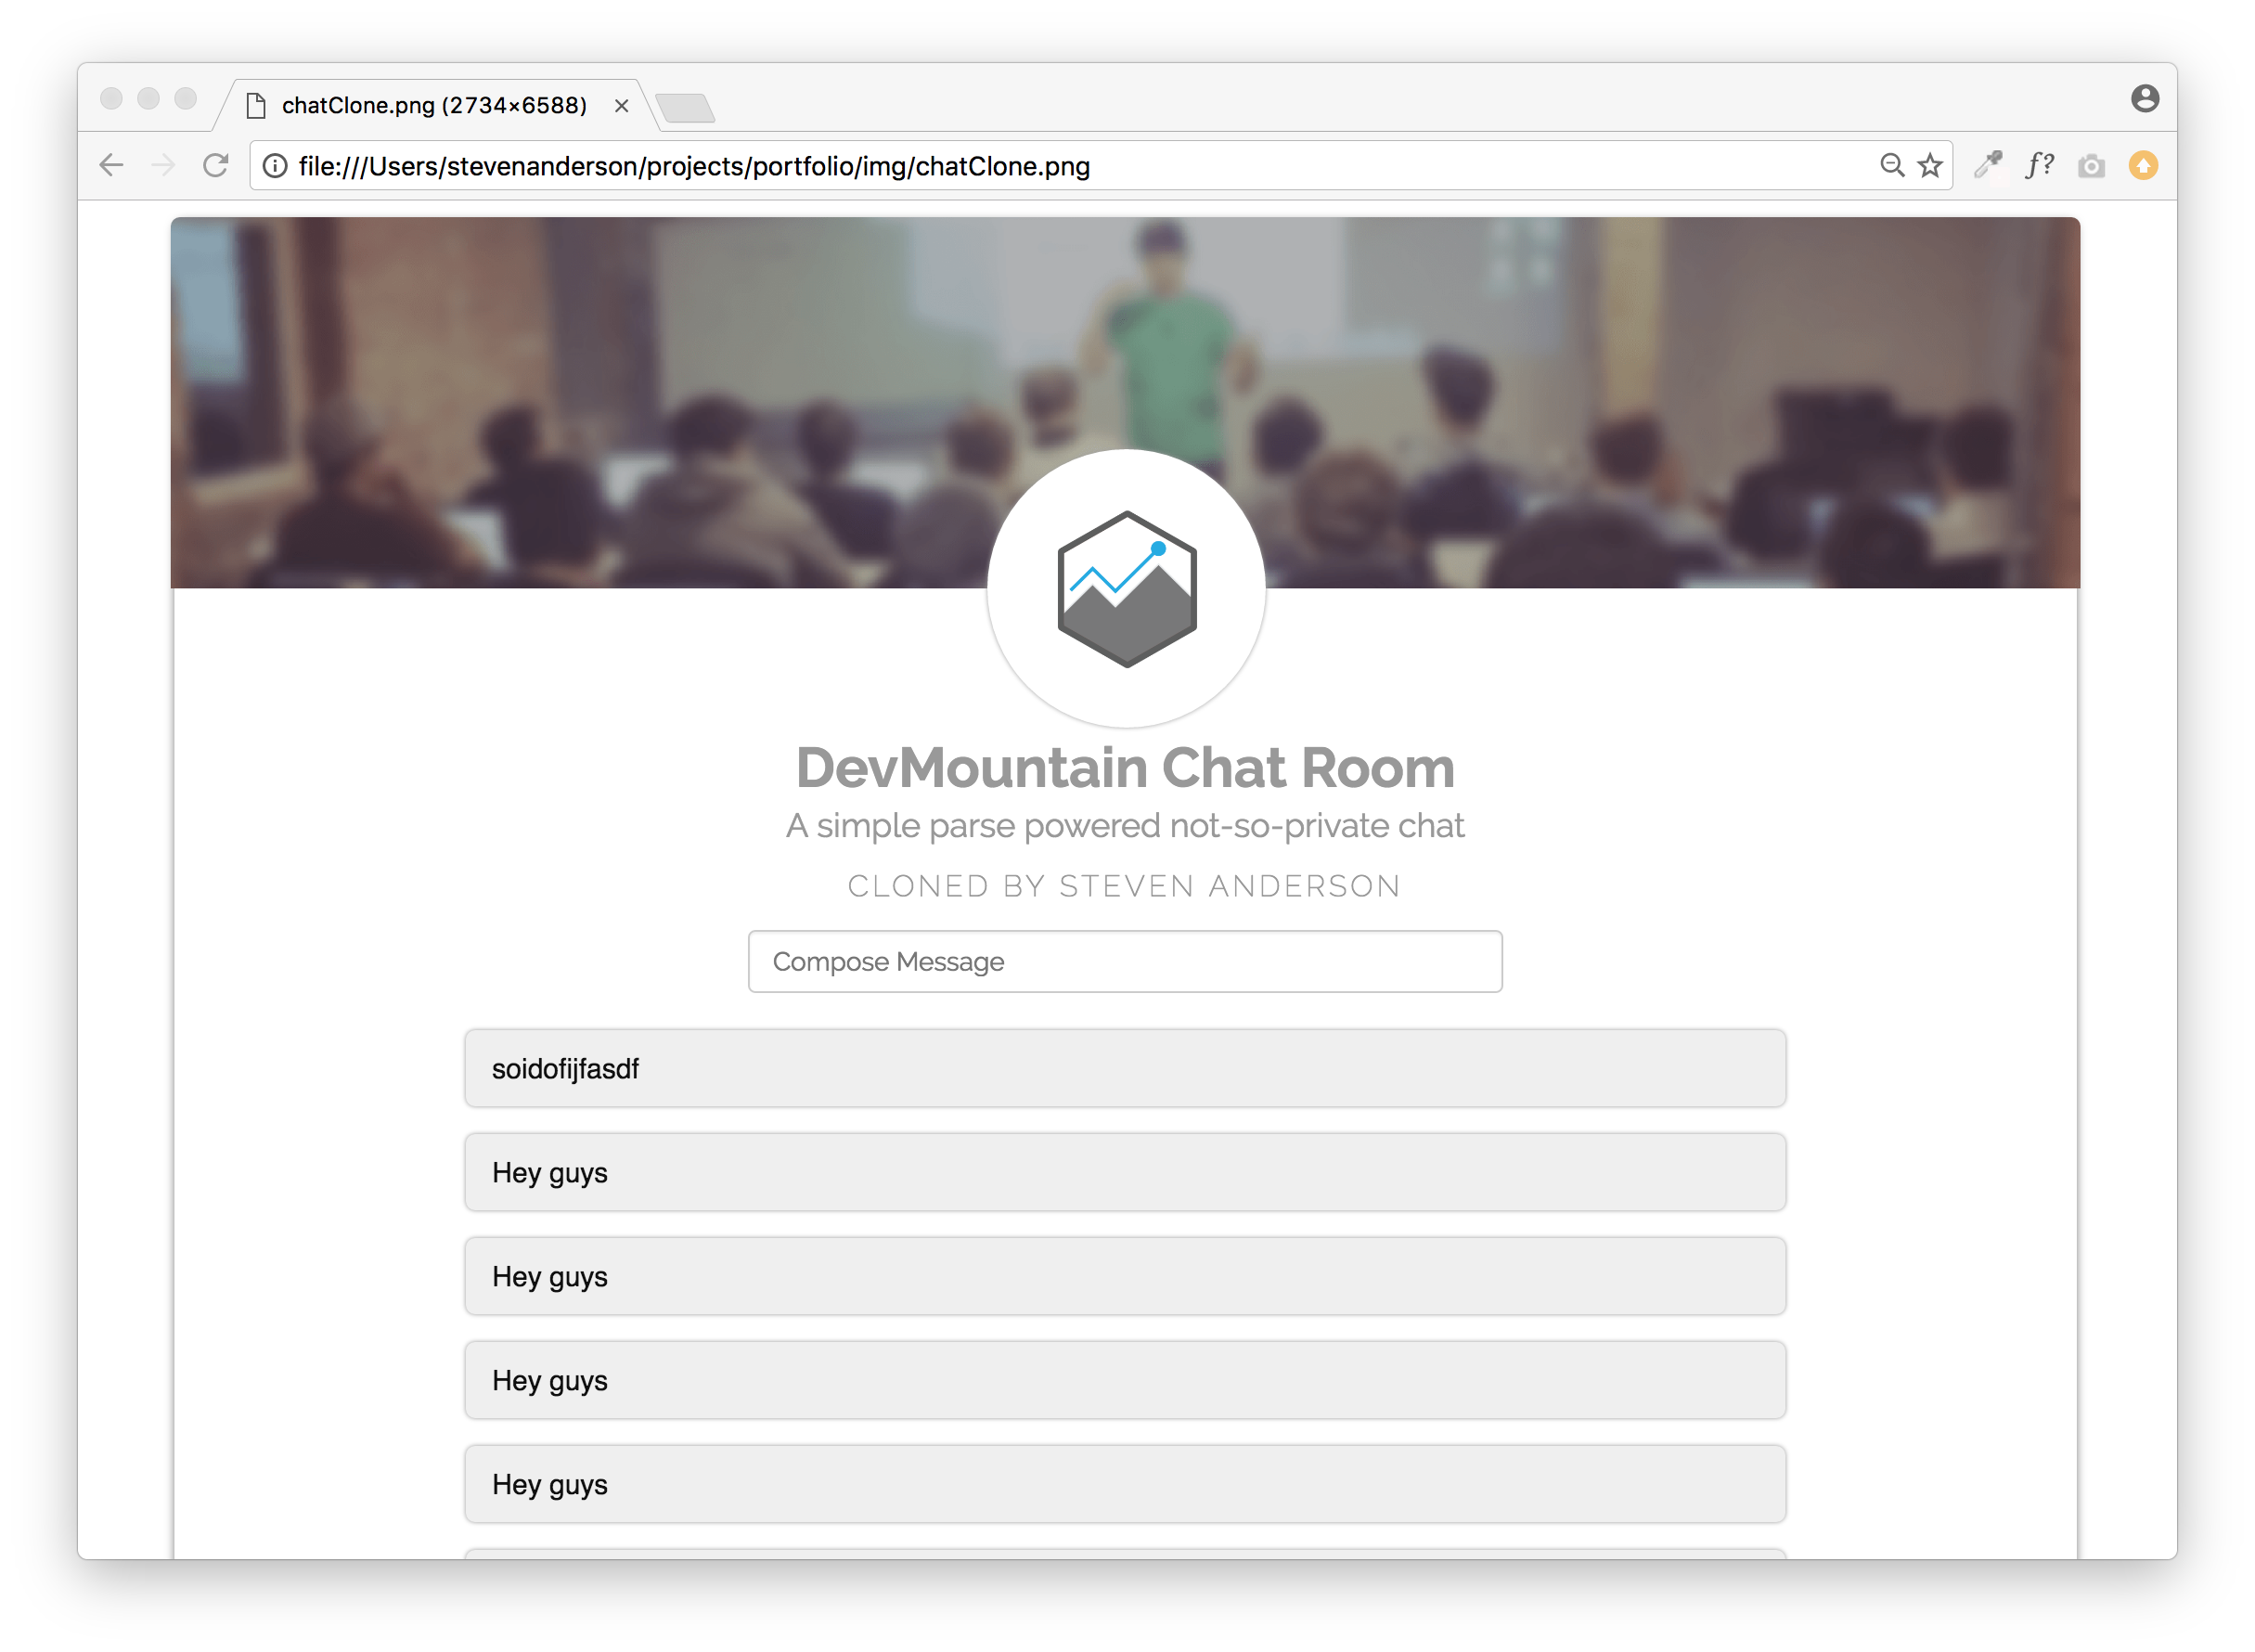 chatClone.png (2734×6588)
file:///Users/stevenanderson/projects/portfolio/img/chatClone.png
f?
DevMountain Chat Room
A simple parse powered not-so-private chat
CLONED BY STEVEN ANDERSON
Compose Message
soidofijfasdf
Hey guys
Hey guys
Hey guys
Hey guys